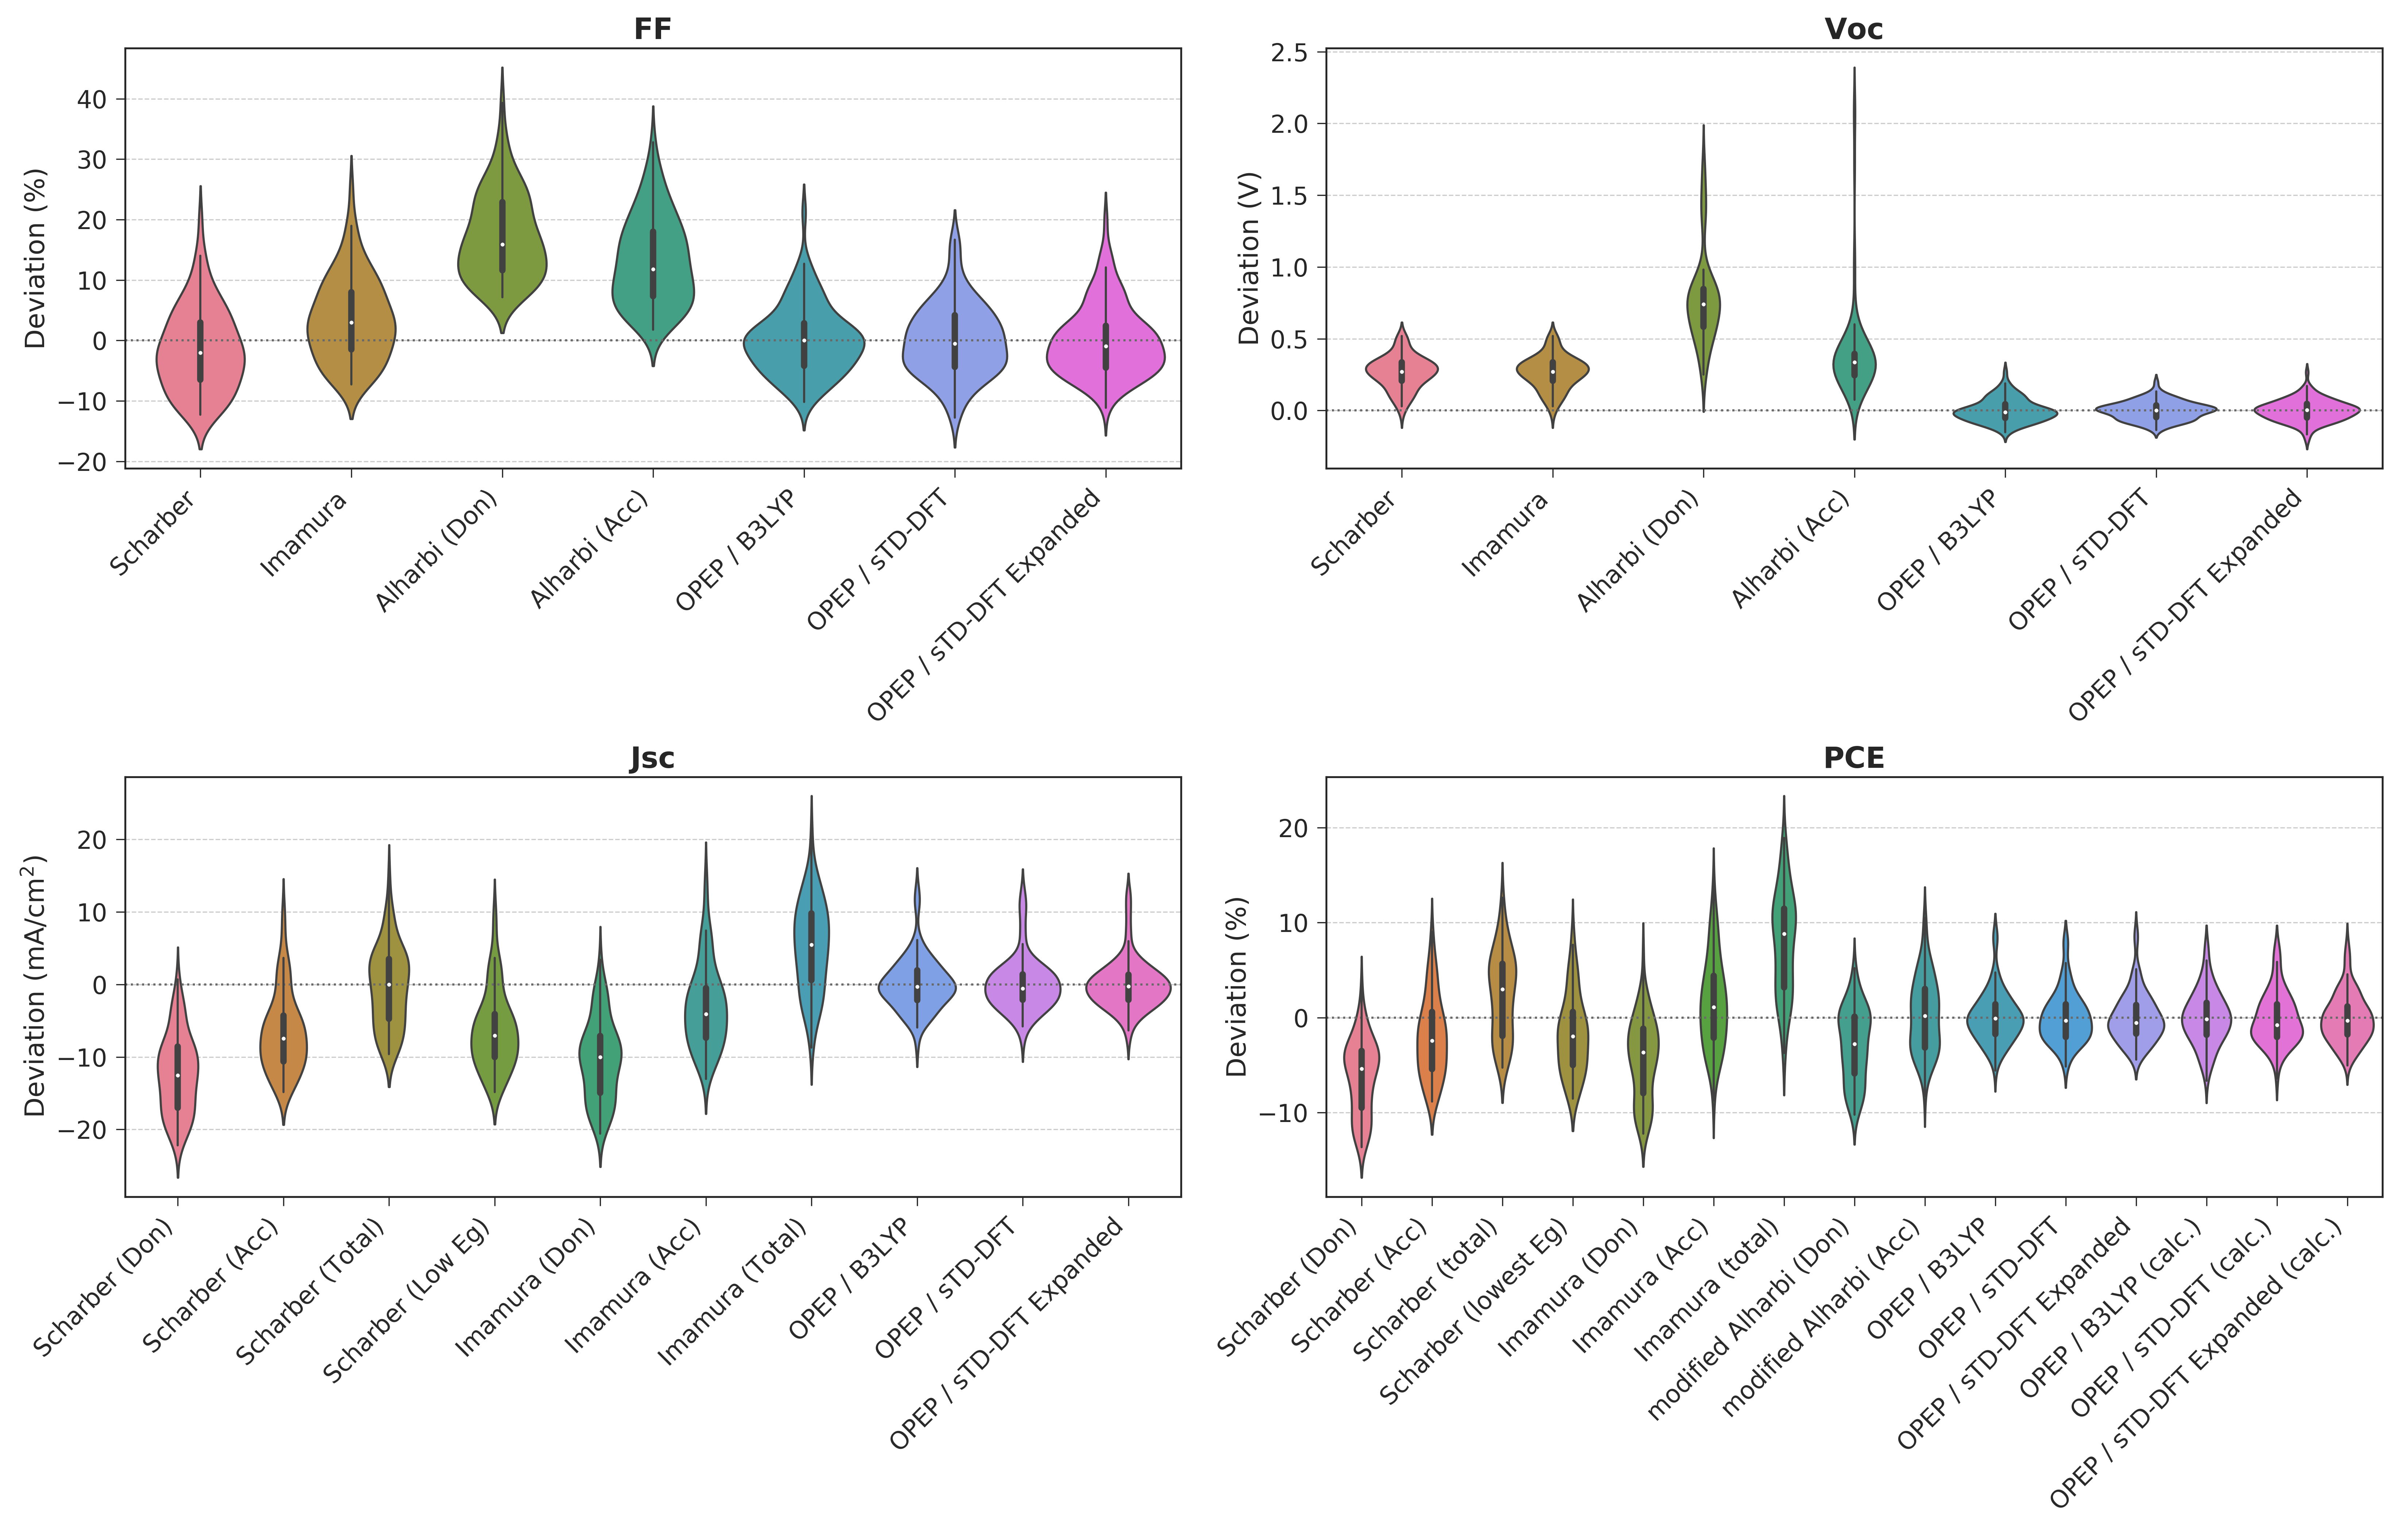 FF
Deviation (%)
40
30
20
10
0
−10
−20
Scharber
Imamura
Alharbi (Don)
Alharbi (Acc)
OPEP / B3LYP
OPEP / sTD-DFT
OPEP / sTD-DFT Expanded
Voc
Deviation (V)
2.5
2.0
1.5
1.0
0.5
0.0
Scharber
Imamura
Alharbi (Don)
Alharbi (Acc)
OPEP / B3LYP
OPEP / sTD-DFT
OPEP / sTD-DFT Expanded
Jsc
Deviation (mA/cm²)
20
10
0
−10
−20
Scharber (Don)
Scharber (Acc)
Scharber (Total)
Scharber (Low Eg)
Imamura (Don)
Imamura (Acc)
Imamura (Total)
OPEP / B3LYP
OPEP / sTD-DFT
OPEP / sTD-DFT Expanded
PCE
Deviation (%)
20
10
0
−10
Scharber (Don)
Scharber (Acc)
Scharber (total)
Scharber (lowest Eg)
Imamura (Don)
Imamura (Acc)
Imamura (total)
modified Alharbi (Don)
modified Alharbi (Acc)
OPEP / B3LYP
OPEP / sTD-DFT
OPEP / sTD-DFT Expanded
OPEP / B3LYP (calc.)
OPEP / sTD-DFT (calc.)
OPEP / sTD-DFT Expanded (calc.)